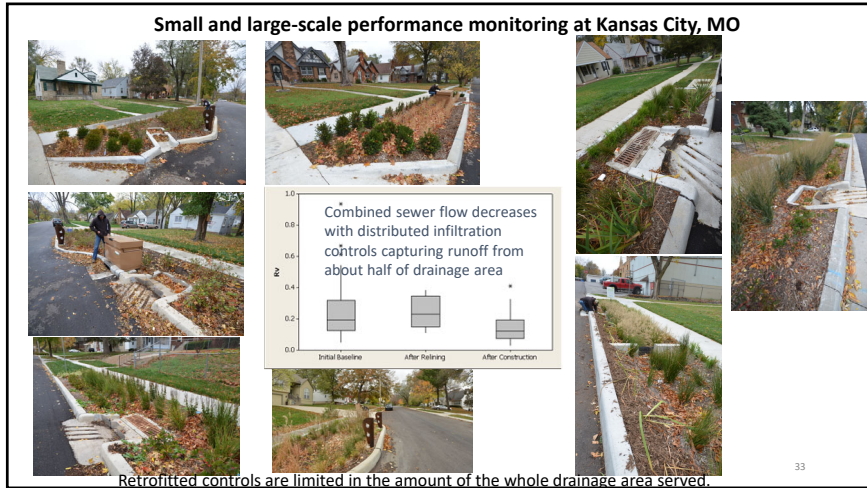 Small and large-scale performance monitoring at Kansas City, MO
1.0
0.8
0.6
0.4
0.2
0.0
Rv
Combined sewer flow decreases
with distributed infiltration
controls capturing runoff from
about half of drainage area
Initial Baseline
After Relining
After Construction
Retrofitted controls are limited in the amount of the whole drainage area served.
33